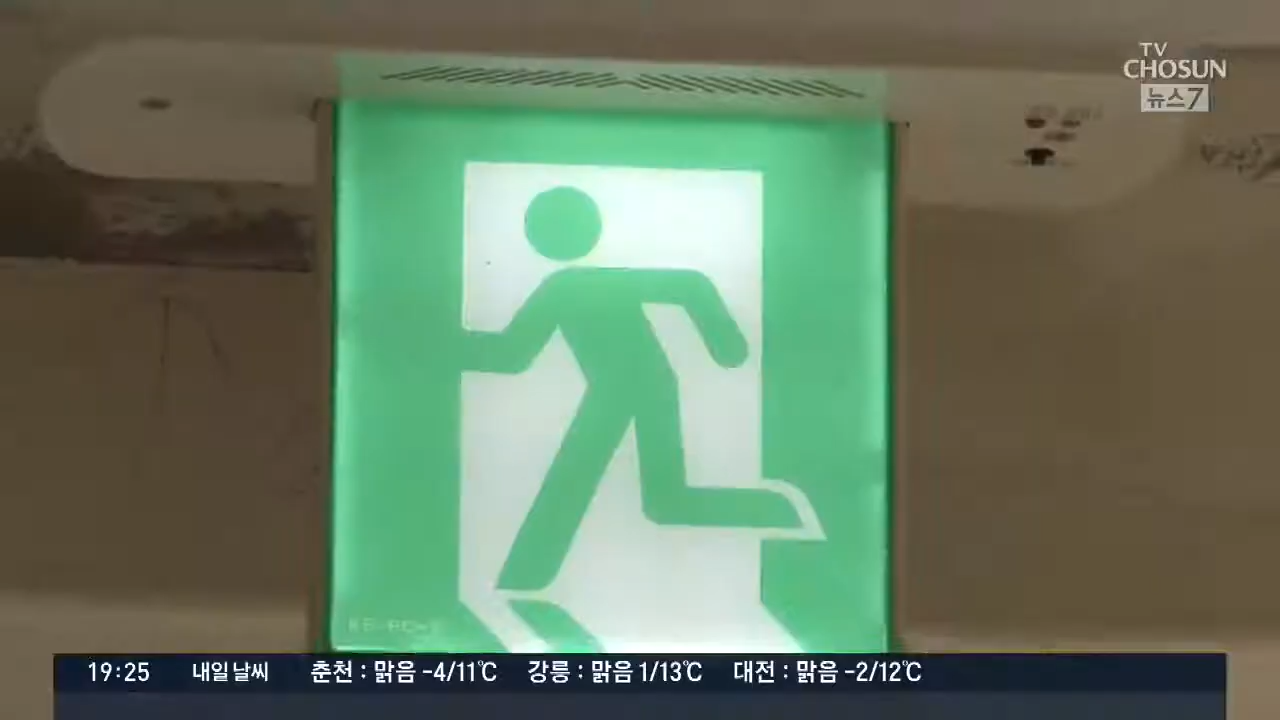 TV
CHOSUN
뉴스7
19:25 내일 날씨 춘천 : 맑음 -4/11℃ 강릉 : 맑음 1/13℃ 대전 : 맑음 -2/12℃